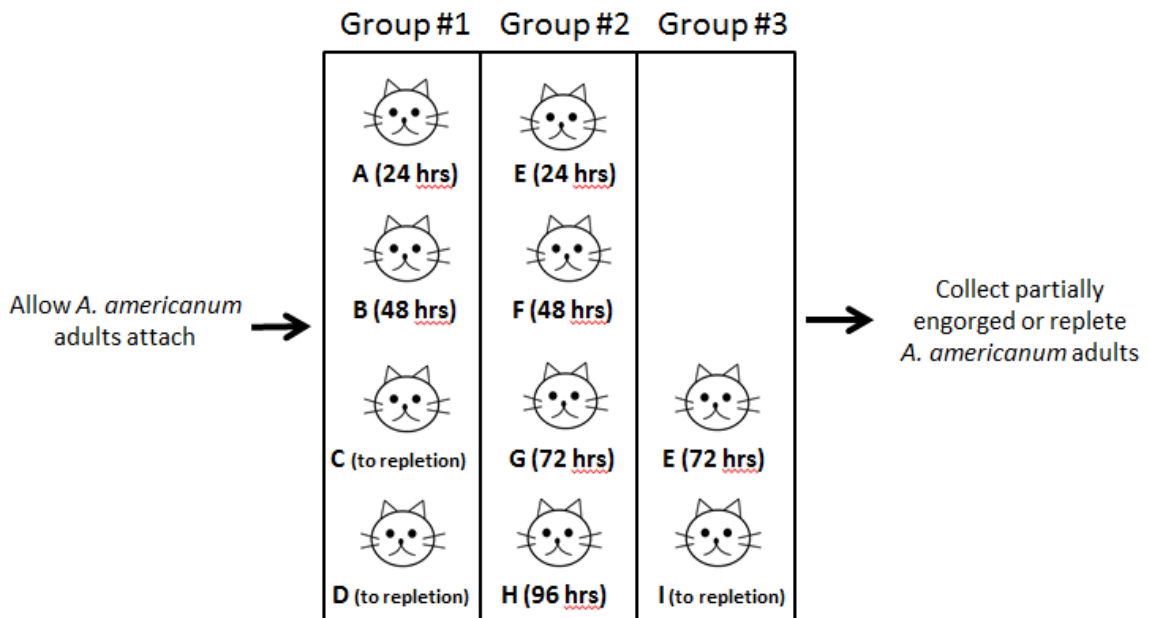 Group #1 Group #2 Group #3
A (24 hrs) E (24 hrs)
B (48 hrs) F (48 hrs)
Allow A. americanum
adults attach
Collect partially
engorged or replete
A. americanum adults
C (to repletion) G (72 hrs) E (72 hrs)
D (to repletion) H (96 hrs) I (to repletion)